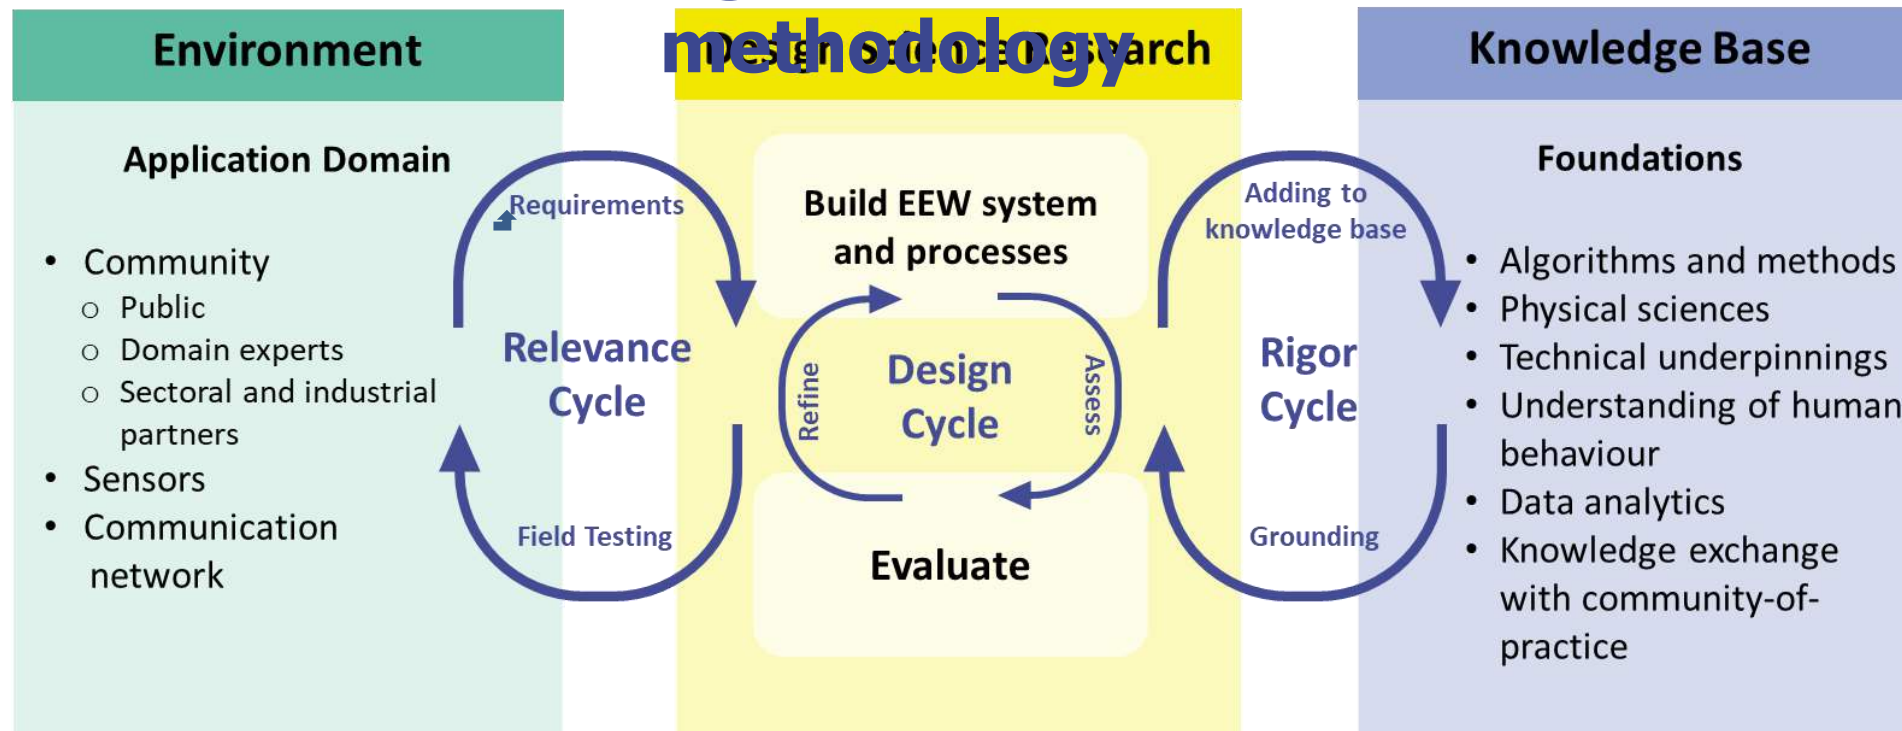 methodology
Environment
Design Science Research
Knowledge Base
Application Domain
• Community
o Public
o Domain experts
o Sectoral and industrial
partners
• Sensors
• Communication
network
Requirements
Relevance
Cycle
Field Testing
Build EEW system
and processes
Refine
Design
Cycle
Assess
Evaluate
Adding to
knowledge base
Rigor
Cycle
Grounding
Foundations
• Algorithms and methods
• Physical sciences
• Technical underpinnings
• Understanding of human
behaviour
• Data analytics
• Knowledge exchange
with community-of-
practice